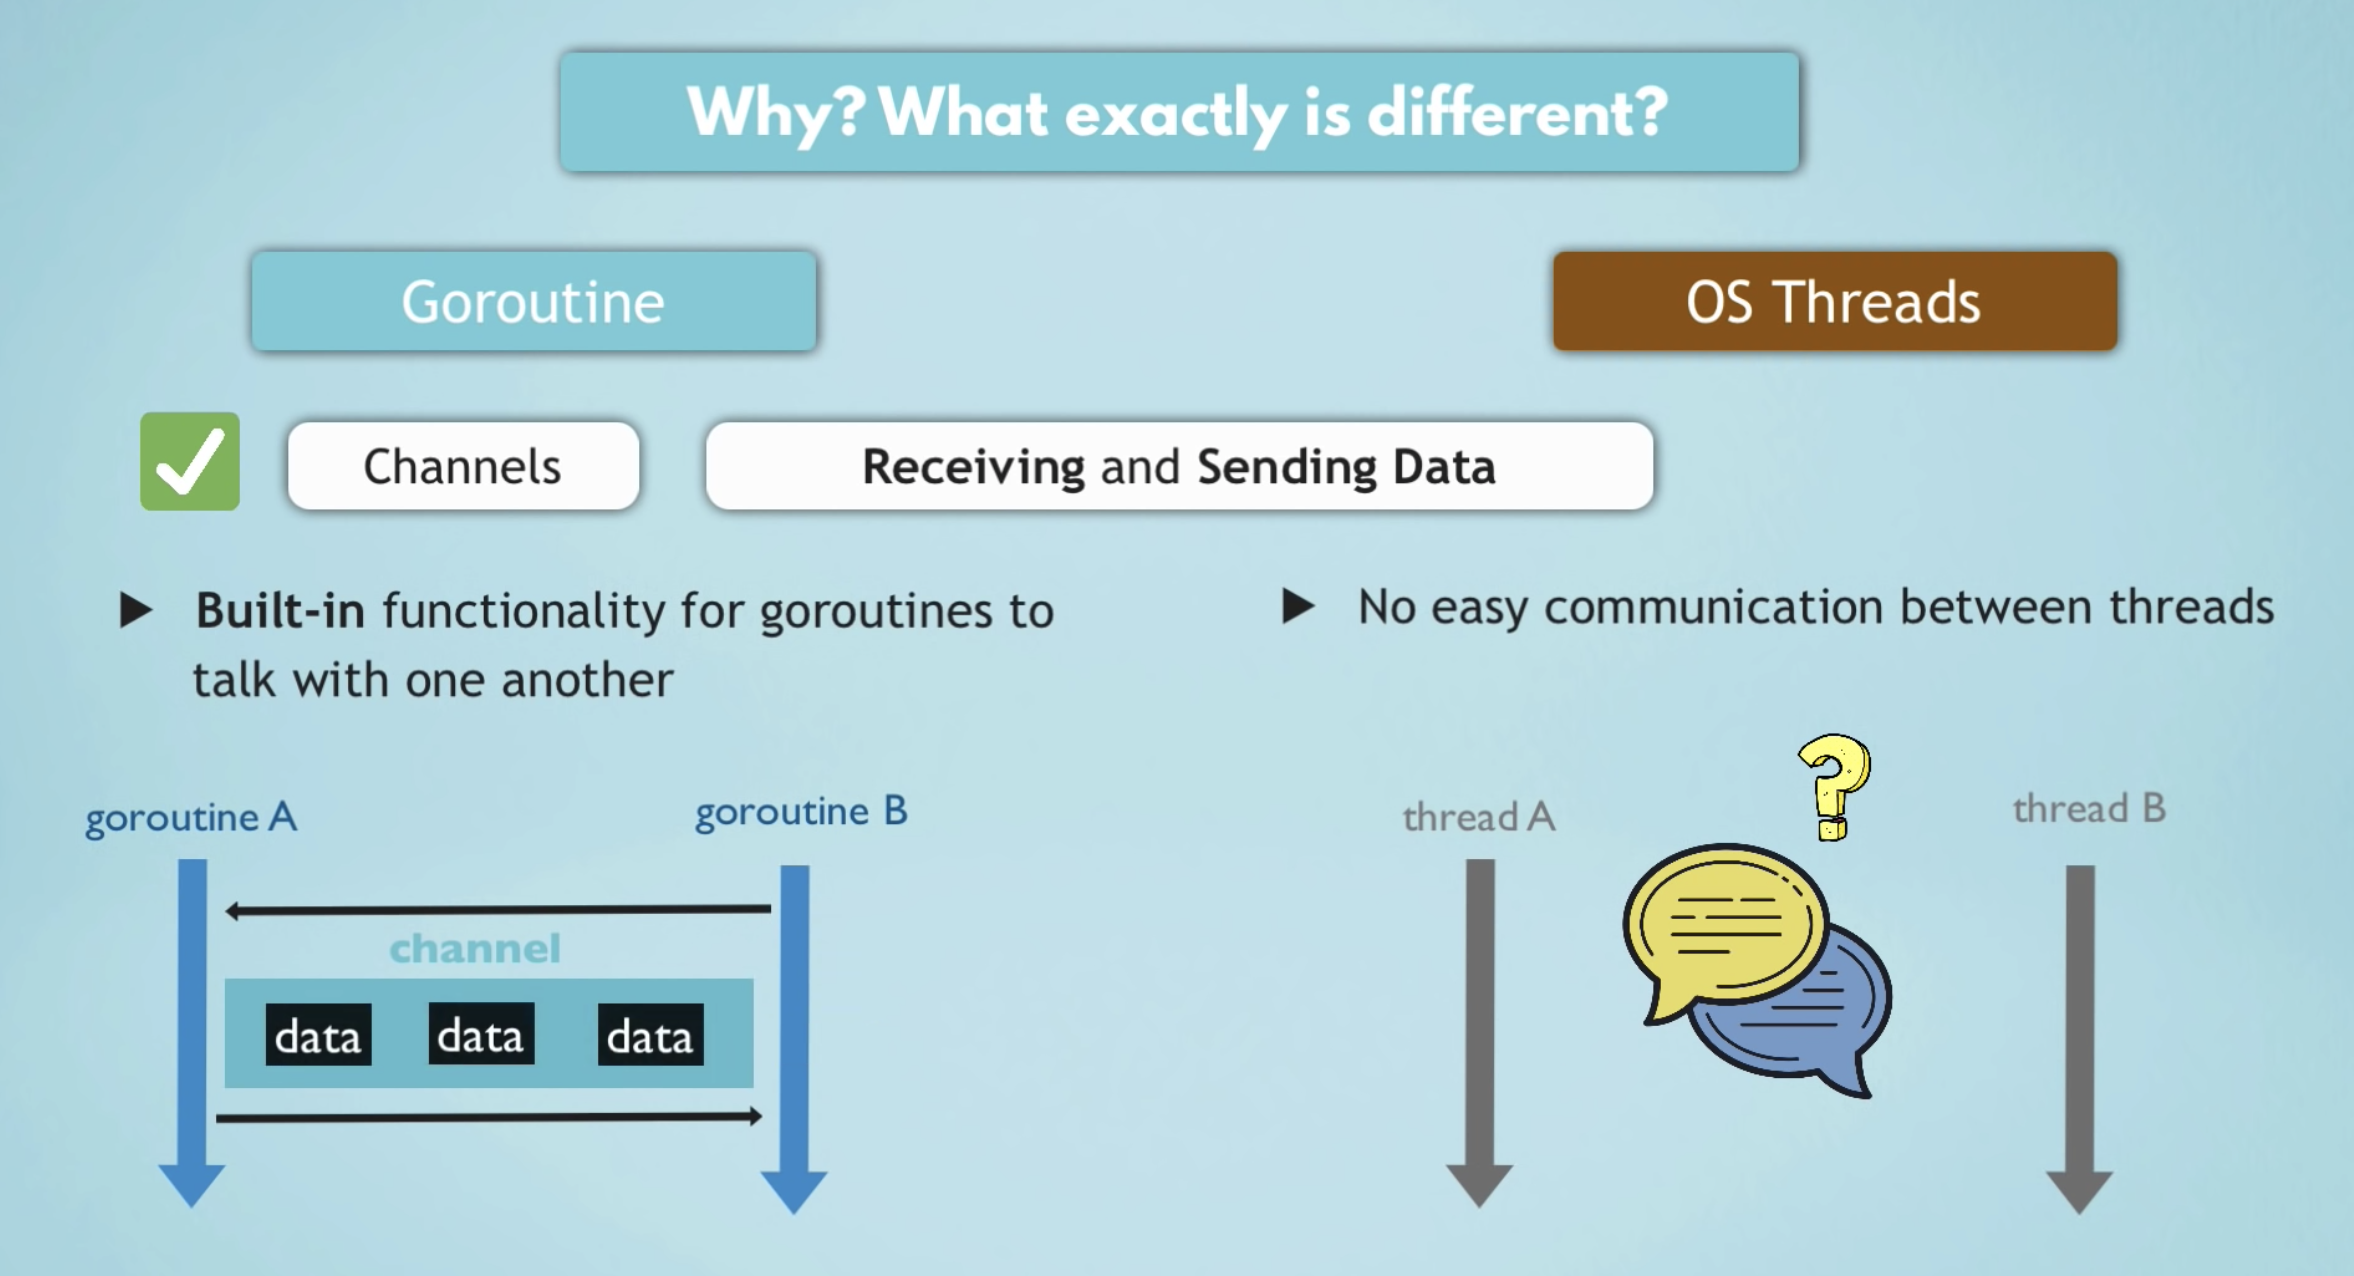 Why? What exactly is different?
Goroutine
OS Threads
Channels
Receiving and Sending Data
Built-in functionality for goroutines to
talk with one another
No easy communication between threads
goroutine A
goroutine B
channel
data data data
thread A
?
thread B